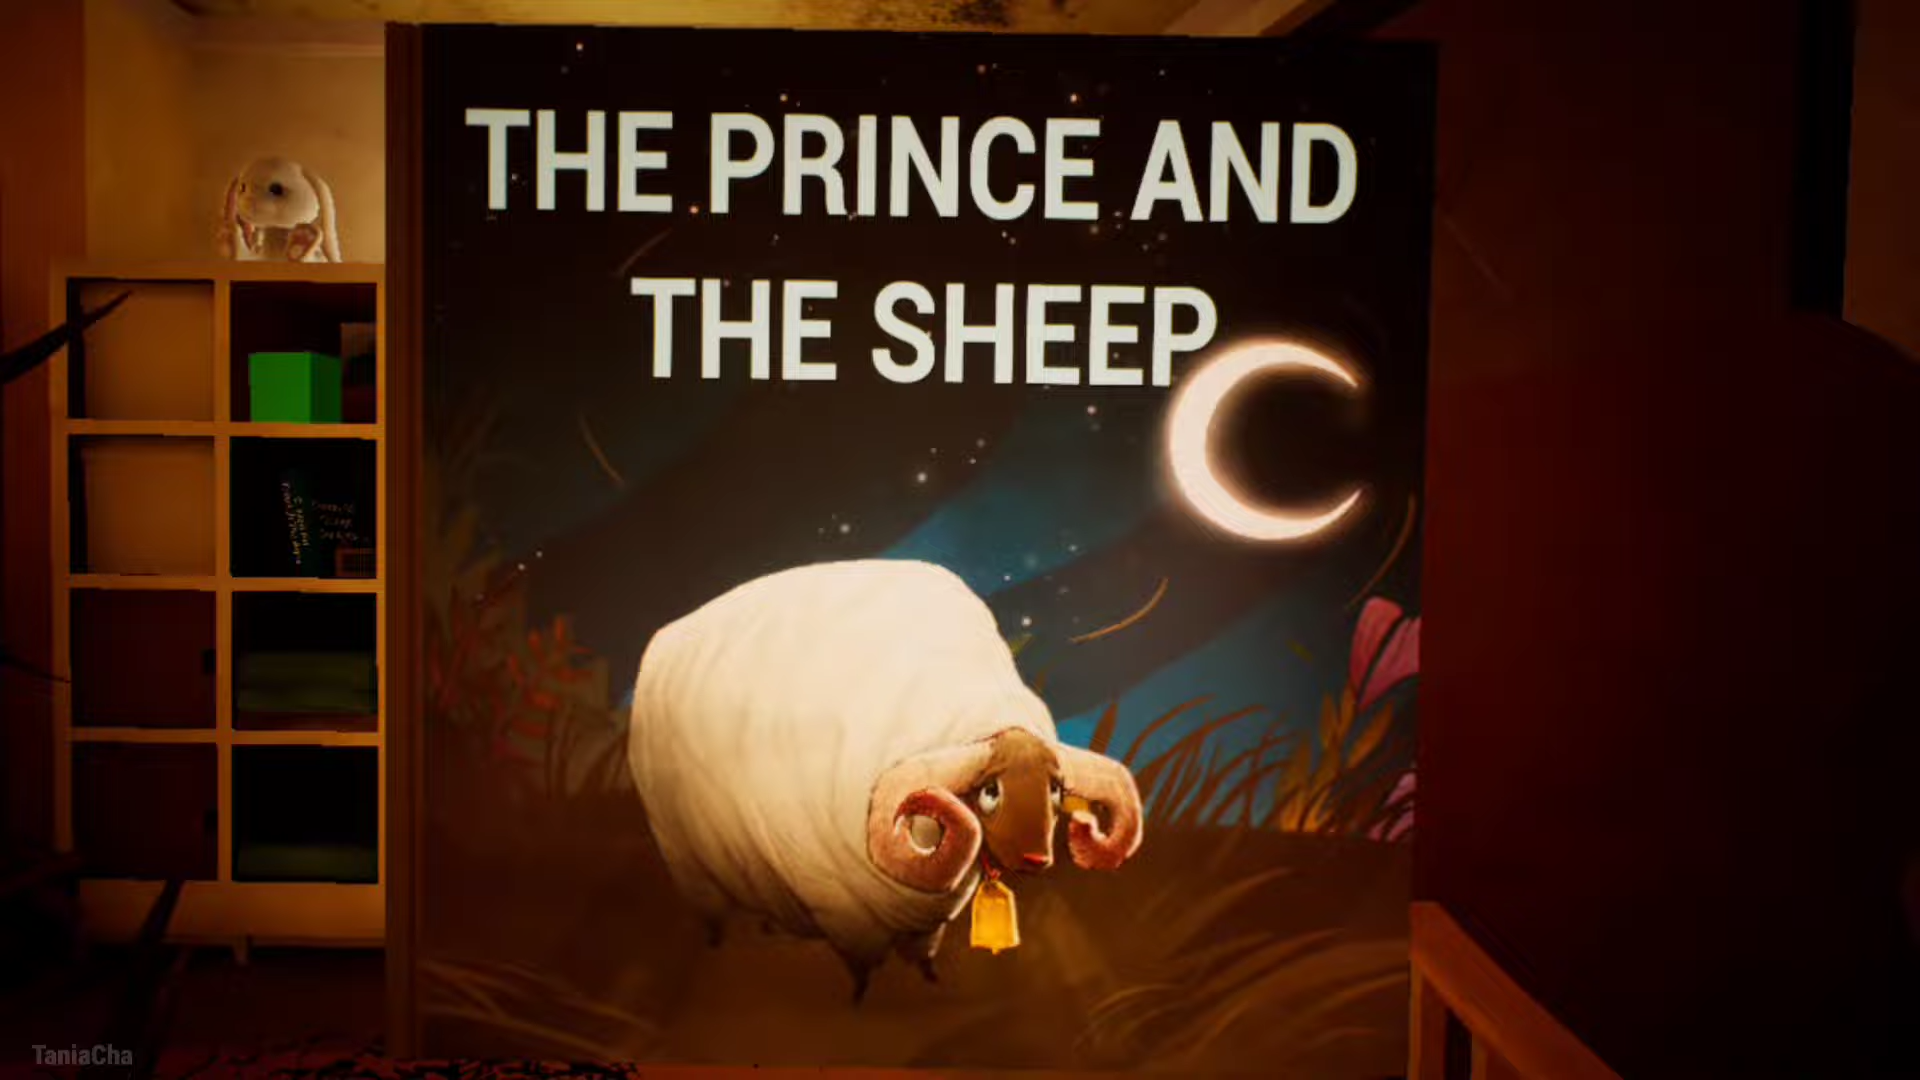 THE PRINCE AND
THE SHEEP
TaniaCha